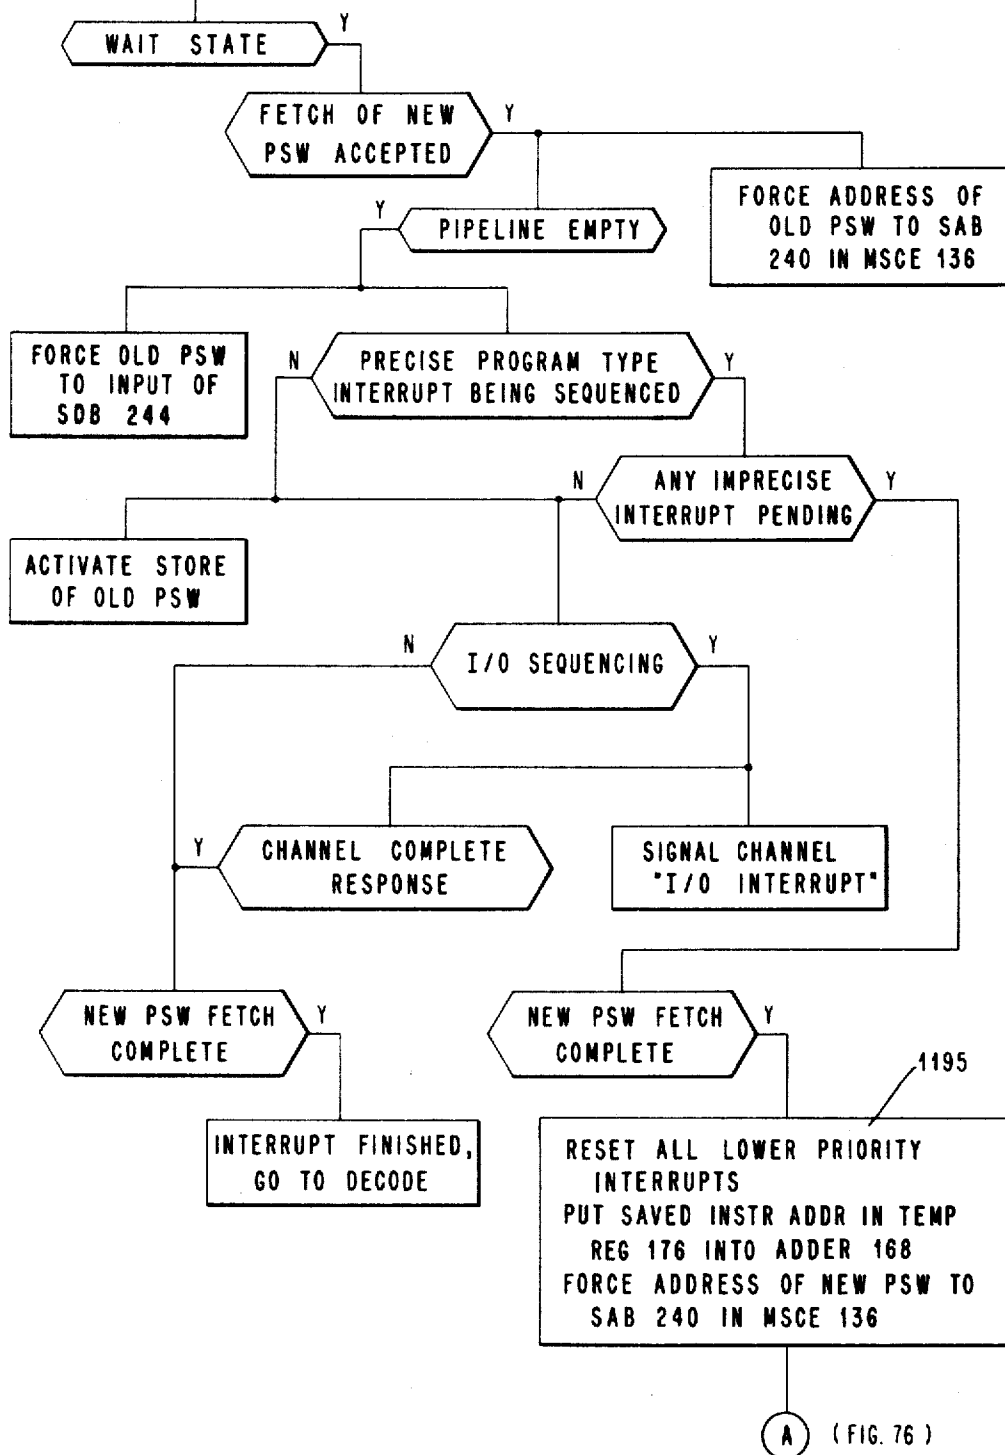 Y
WAIT STATE
FETCH OF NEW
PSW ACCEPTED
Y
FORCE ADDRESS OF
OLD PSW TO SAB
240 IN MSCE 136
Y
PIPELINE EMPTY
FORCE OLD PSW
TO INPUT OF
SDB 244
N
PRECISE PROGRAM TYPE
INTERRUPT BEING SEQUENCED
Y
N
ANY IMPRECISE
INTERRUPT PENDING
Y
ACTIVATE STORE
OF OLD PSW
N
I/O SEQUENCING
Y
Y
CHANNEL COMPLETE
RESPONSE
SIGNAL CHANNEL
"I/O INTERRUPT"
NEW PSW FETCH
COMPLETE
Y
NEW PSW FETCH
COMPLETE
Y
1195
INTERRUPT FINISHED,
GO TO DECODE
RESET ALL LOWER PRIORITY
INTERRUPTS
PUT SAVED INSTR ADDR IN TEMP
REG 176 INTO ADDER 168
FORCE ADDRESS OF NEW PSW TO
SAB 240 IN MSCE 136
A (FIG. 76)